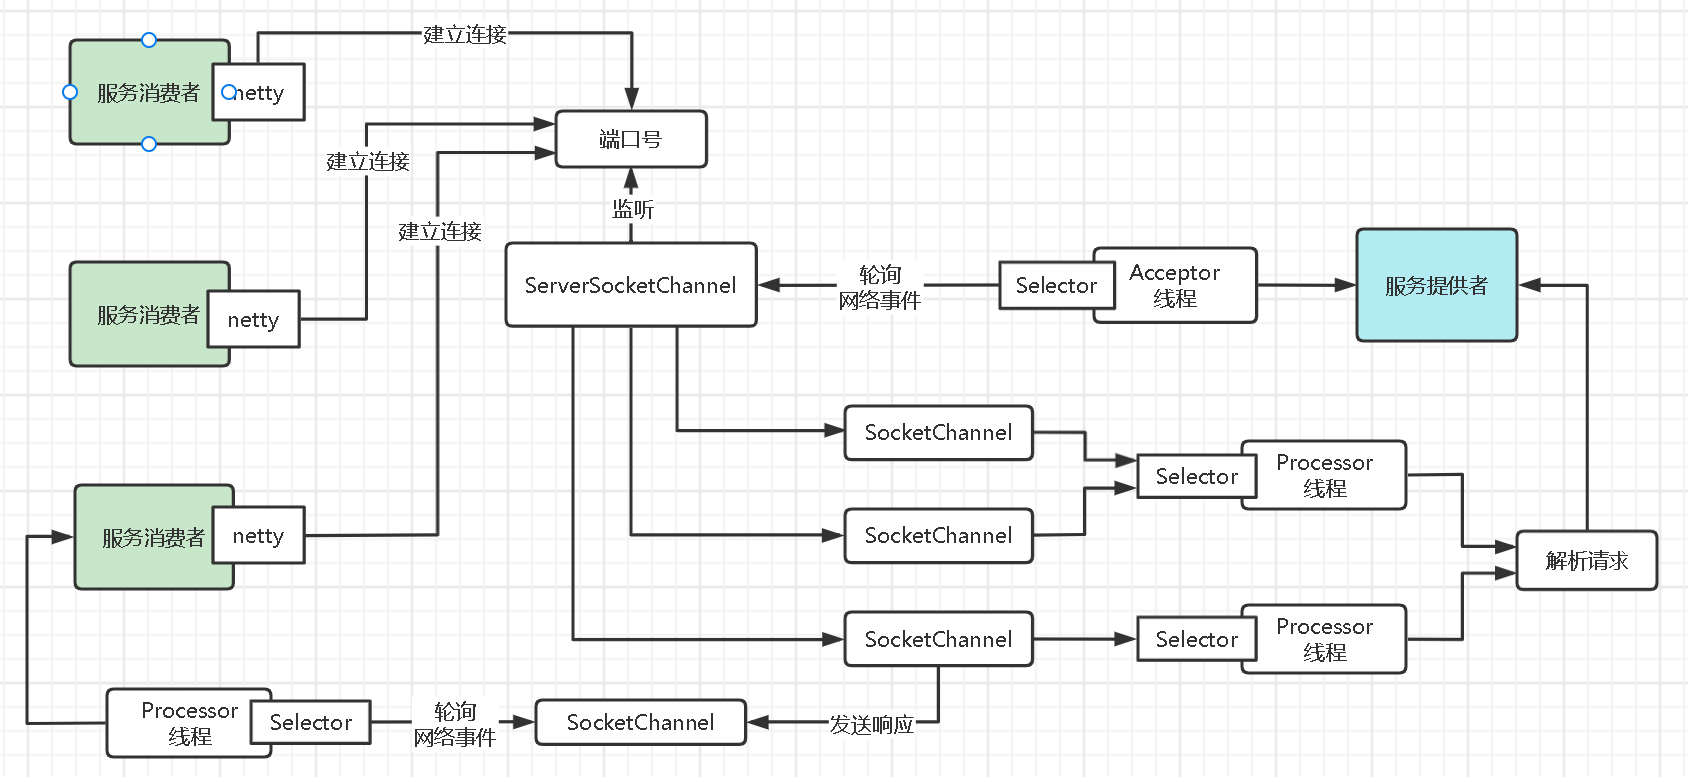 建立连接
服务消费者
netty
端口号
建立连接
监听
建立连接
服务消费者
netty
ServerSocketChannel
轮询
网络事件
Selector
Acceptor
线程
服务提供者
SocketChannel
Selector
Processor
线程
服务消费者
netty
SocketChannel
解析请求
SocketChannel
Selector
Processor
线程
Processor
线程
Selector
轮询
网络事件
SocketChannel
发送响应